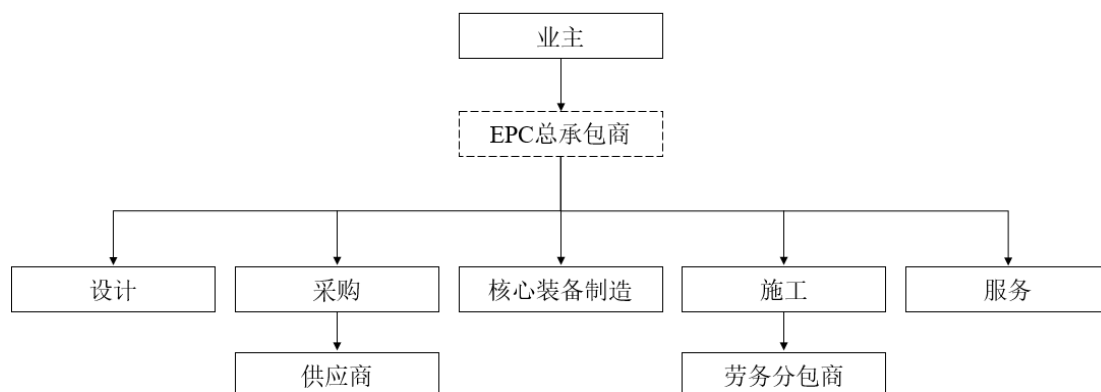 业主
EPC总承包商
设计
采购
核心装备制造
施工
服务
供应商
劳务分包商